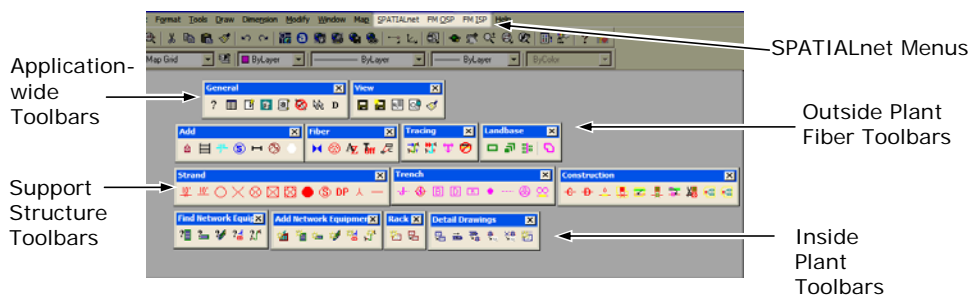 Format Tools Draw Dimension Modify Window Map SPATIALnet FM OSP FM ISP Help
SPATIALnet Menus
Map Grid ByLayer ByLayer ByLayer ByColor
Application-
wide
Toolbars
General View
? ? D
Outside Plant
Fiber Toolbars
Add Fiber Tracing Landbase
Support
Structure
Toolbars
Strand Trench Construction
10' 10' S DP
Find Network Equip Add Network Equipmen Rack Detail Drawings
Inside
Plant
Toolbars